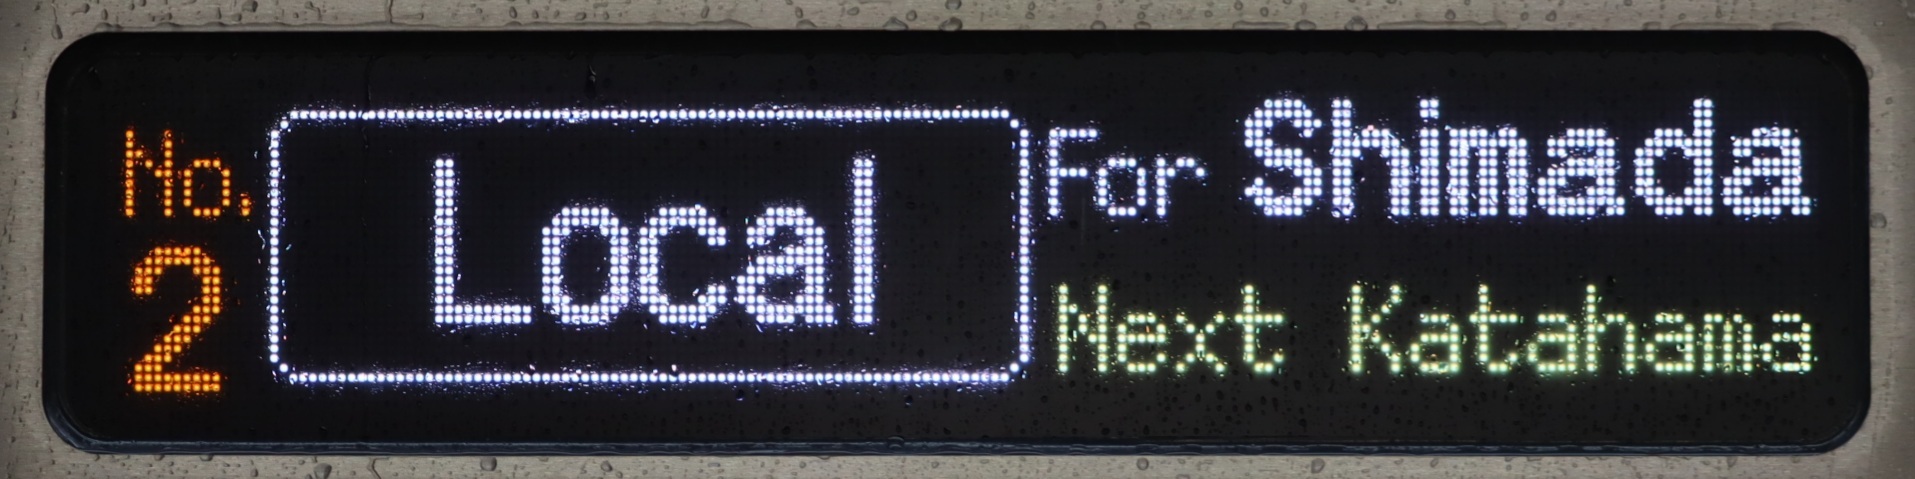 No.
2
Local
For Shimada
Next Katahama